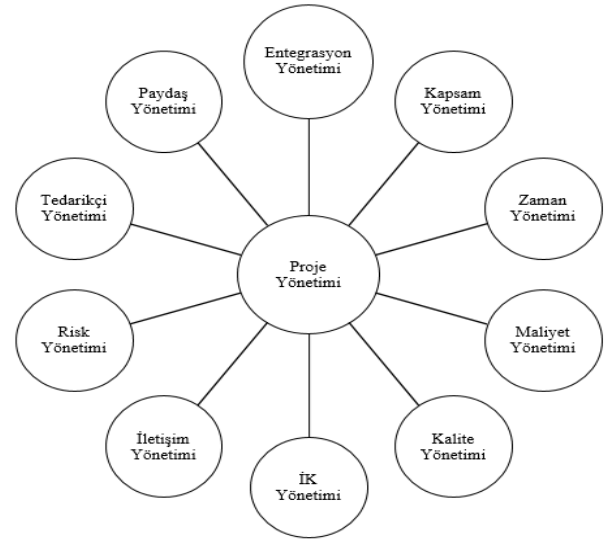 Entegrasyon
Yönetimi
Paydaş
Yönetimi
Kapsam
Yönetimi
Tedarikçi
Yönetimi
Zaman
Yönetimi
Proje
Yönetimi
Risk
Yönetimi
Maliyet
Yönetimi
İletişim
Yönetimi
Kalite
Yönetimi
İK
Yönetimi